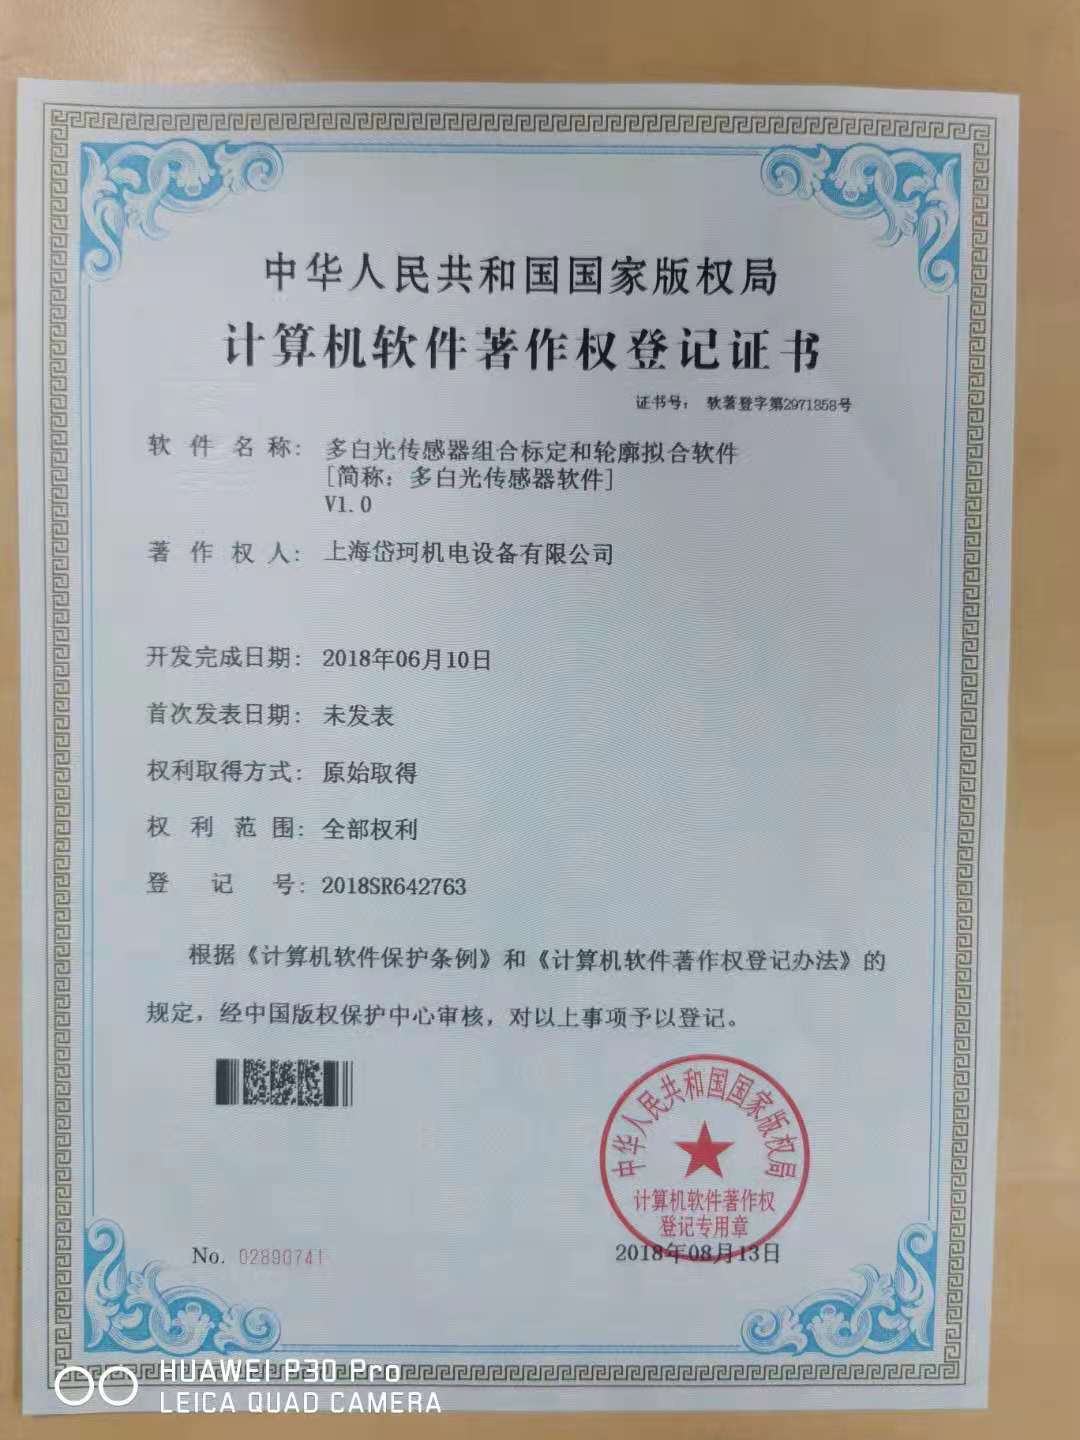 中华人民共和国国家版权局
计算机软件著作权登记证书
证书号： 软著登字第2971858号
软件名称： 多白光传感器组合标定和轮廓拟合软件
[简称：多白光传感器软件]
V1.0
著作权人： 上海岱珂机电设备有限公司
开发完成日期： 2018年06月10日
首次发表日期： 未发表
权利取得方式： 原始取得
权利范围： 全部权利
登记号： 2018SR642763
根据《计算机软件保护条例》和《计算机软件著作权登记办法》的
规定，经中国版权保护中心审核，对以上事项予以登记。
中华人民共和国国家版权局
计算机软件著作权
登记专用章
No. 02890741
2018年08月13日
HUAWEI P30 Pro
LEICA QUAD CAMERA